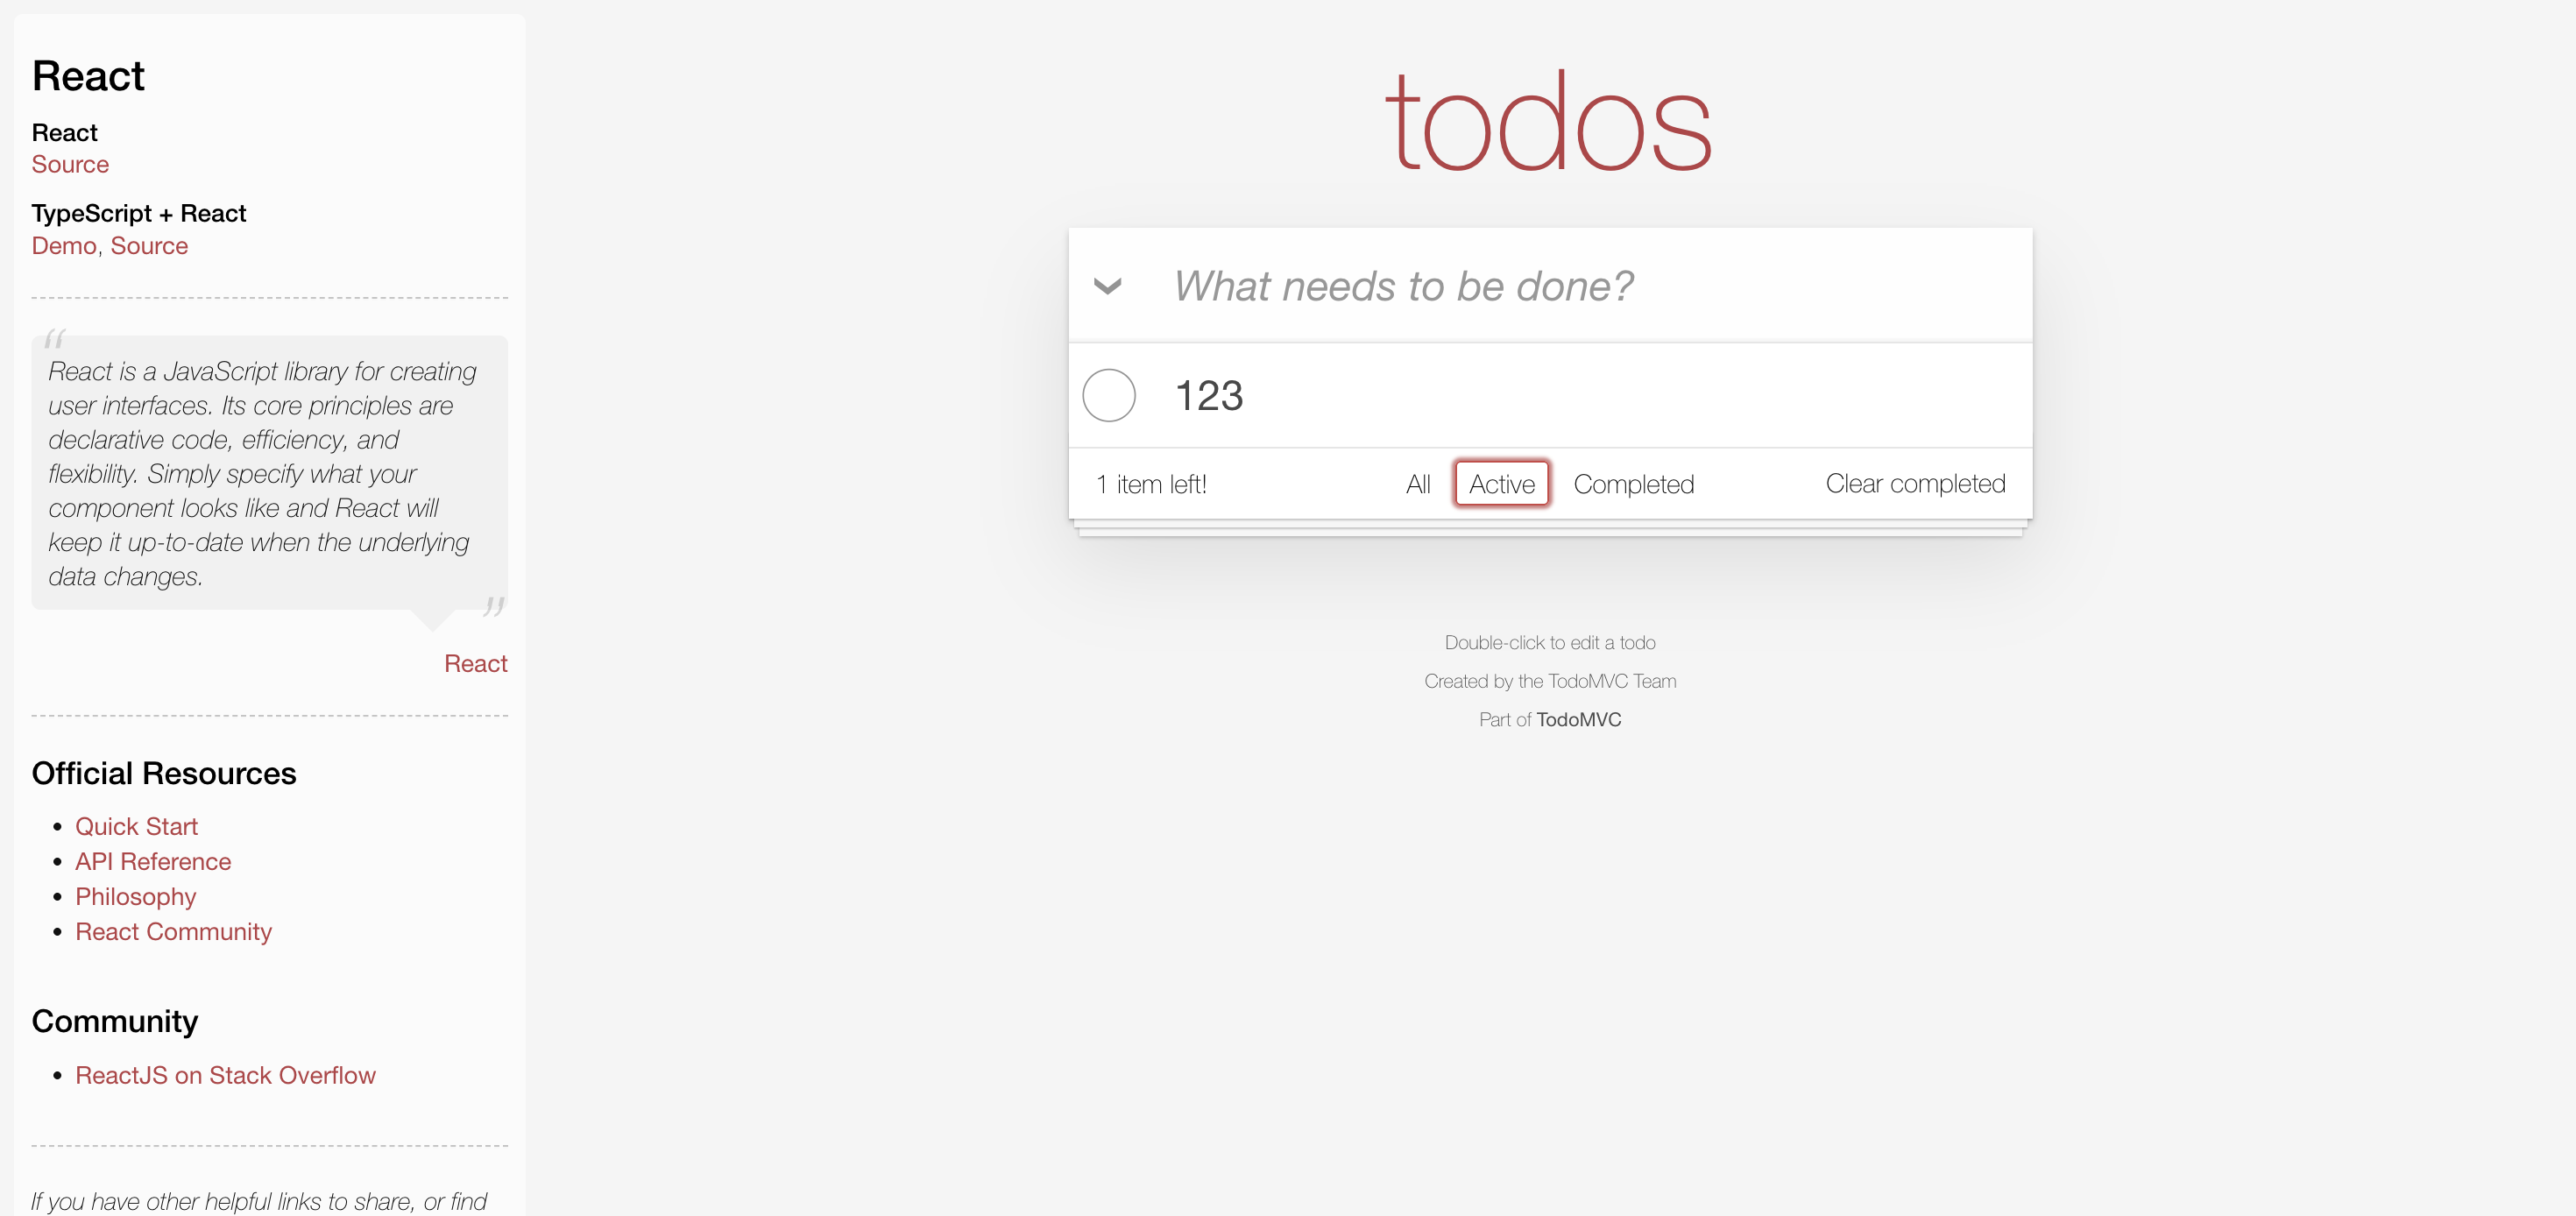 React
React
Source
TypeScript + React
Demo, Source
“
React is a JavaScript library for creating
user interfaces. Its core principles are
declarative code, efficiency, and
flexibility. Simply specify what your
component looks like and React will
keep it up-to-date when the underlying
data changes.
”
React
Official Resources
• Quick Start
• API Reference
• Philosophy
• React Community
Community
• ReactJS on Stack Overflow
If you have other helpful links to share, or find
todos
What needs to be done?
123
1 item left!
All
Active
Completed
Clear completed
Double-click to edit a todo
Created by the TodoMVC Team
Part of TodoMVC